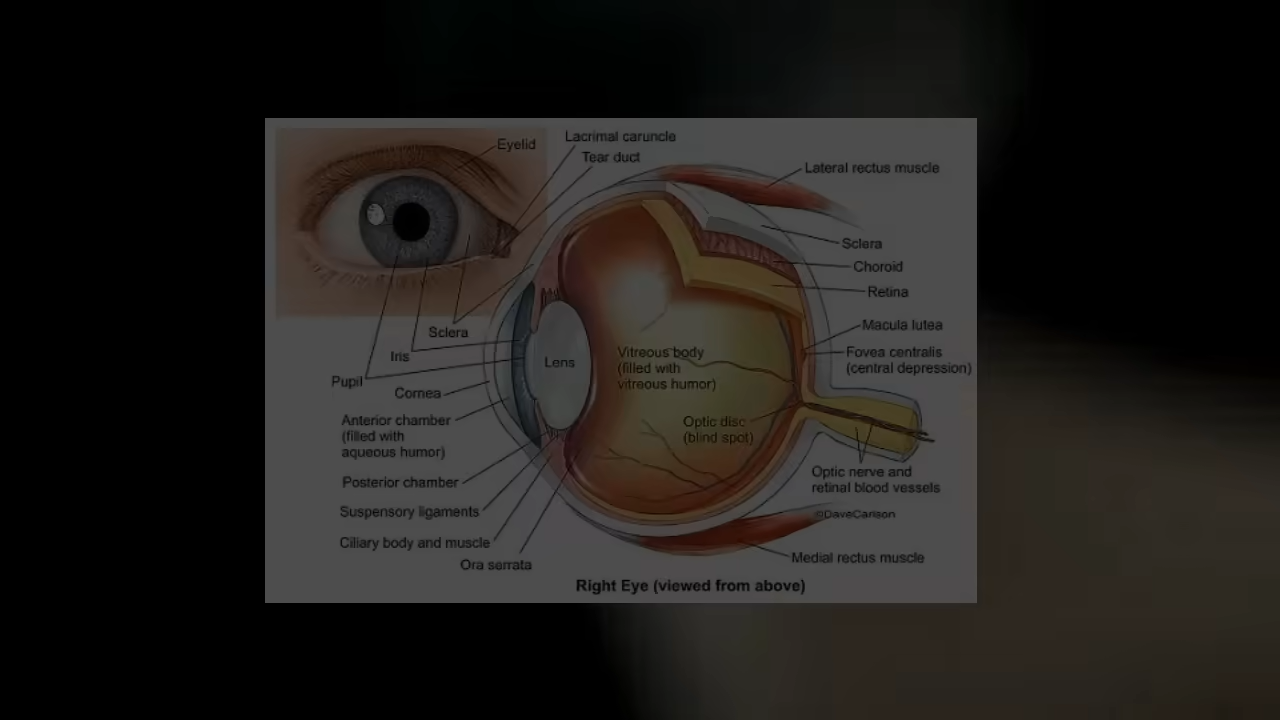 Eyelid
Lacrimal caruncle
Tear duct
Lateral rectus muscle
Sclera
Choroid
Retina
Macula lutea
Fovea centralis
(central depression)
Sclera
Iris
Pupil
Cornea
Lens
Vitreous body
(filled with
vitreous humor)
Anterior chamber
(filled with
aqueous humor)
Optic disc
(blind spot)
Posterior chamber
Optic nerve and
retinal blood vessels
Suspensory ligaments
©DaveCarlson
Ciliary body and muscle
Medial rectus muscle
Ora serrata
Right Eye (viewed from above)